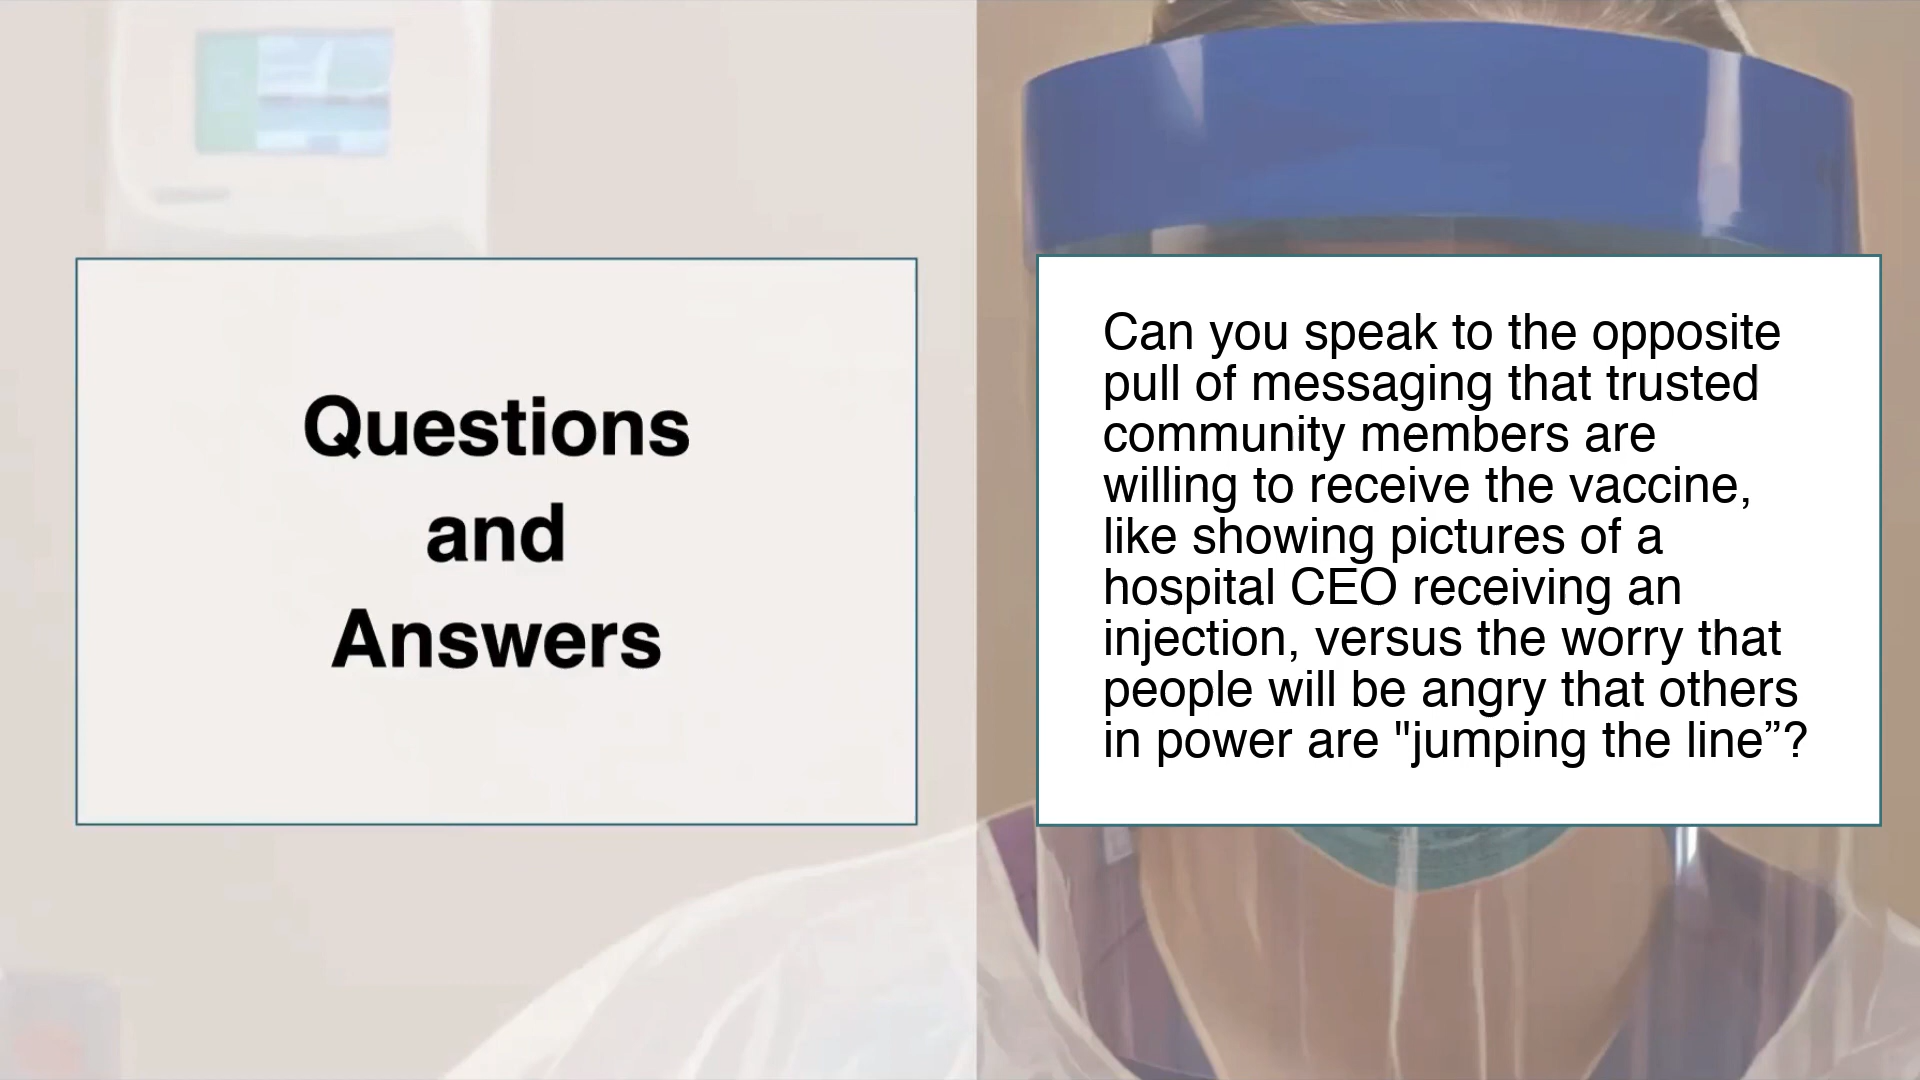 Questions
and
Answers
Can you speak to the opposite
pull of messaging that trusted
community members are
willing to receive the vaccine,
like showing pictures of a
hospital CEO receiving an
injection, versus the worry that
people will be angry that others
in power are "jumping the line”?